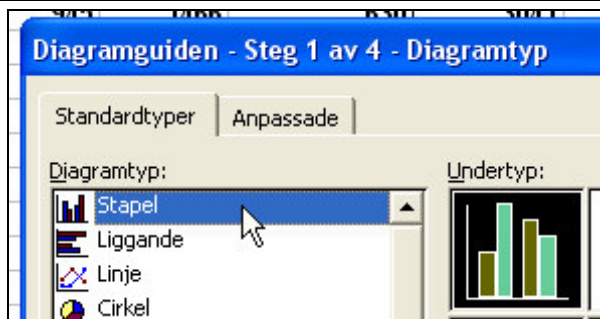 Diagramguiden - Steg 1 av 4 - Diagramtyp
Standardtyper Anpassade
Diagramtyp: Undertyp:
Stapel
Liggande
Linje
Cirkel